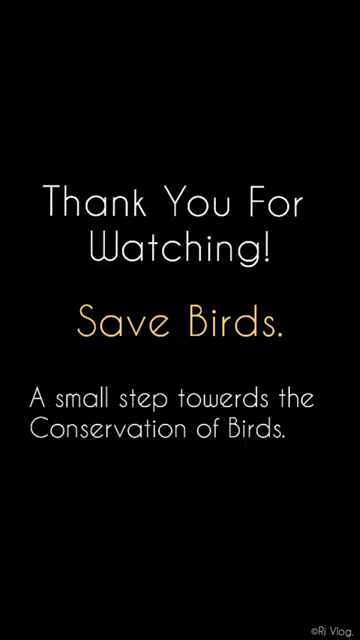 Thank You For
Watching!
Save Birds.
A small step towerds the
Conservation of Birds.
©Rj Vlog.